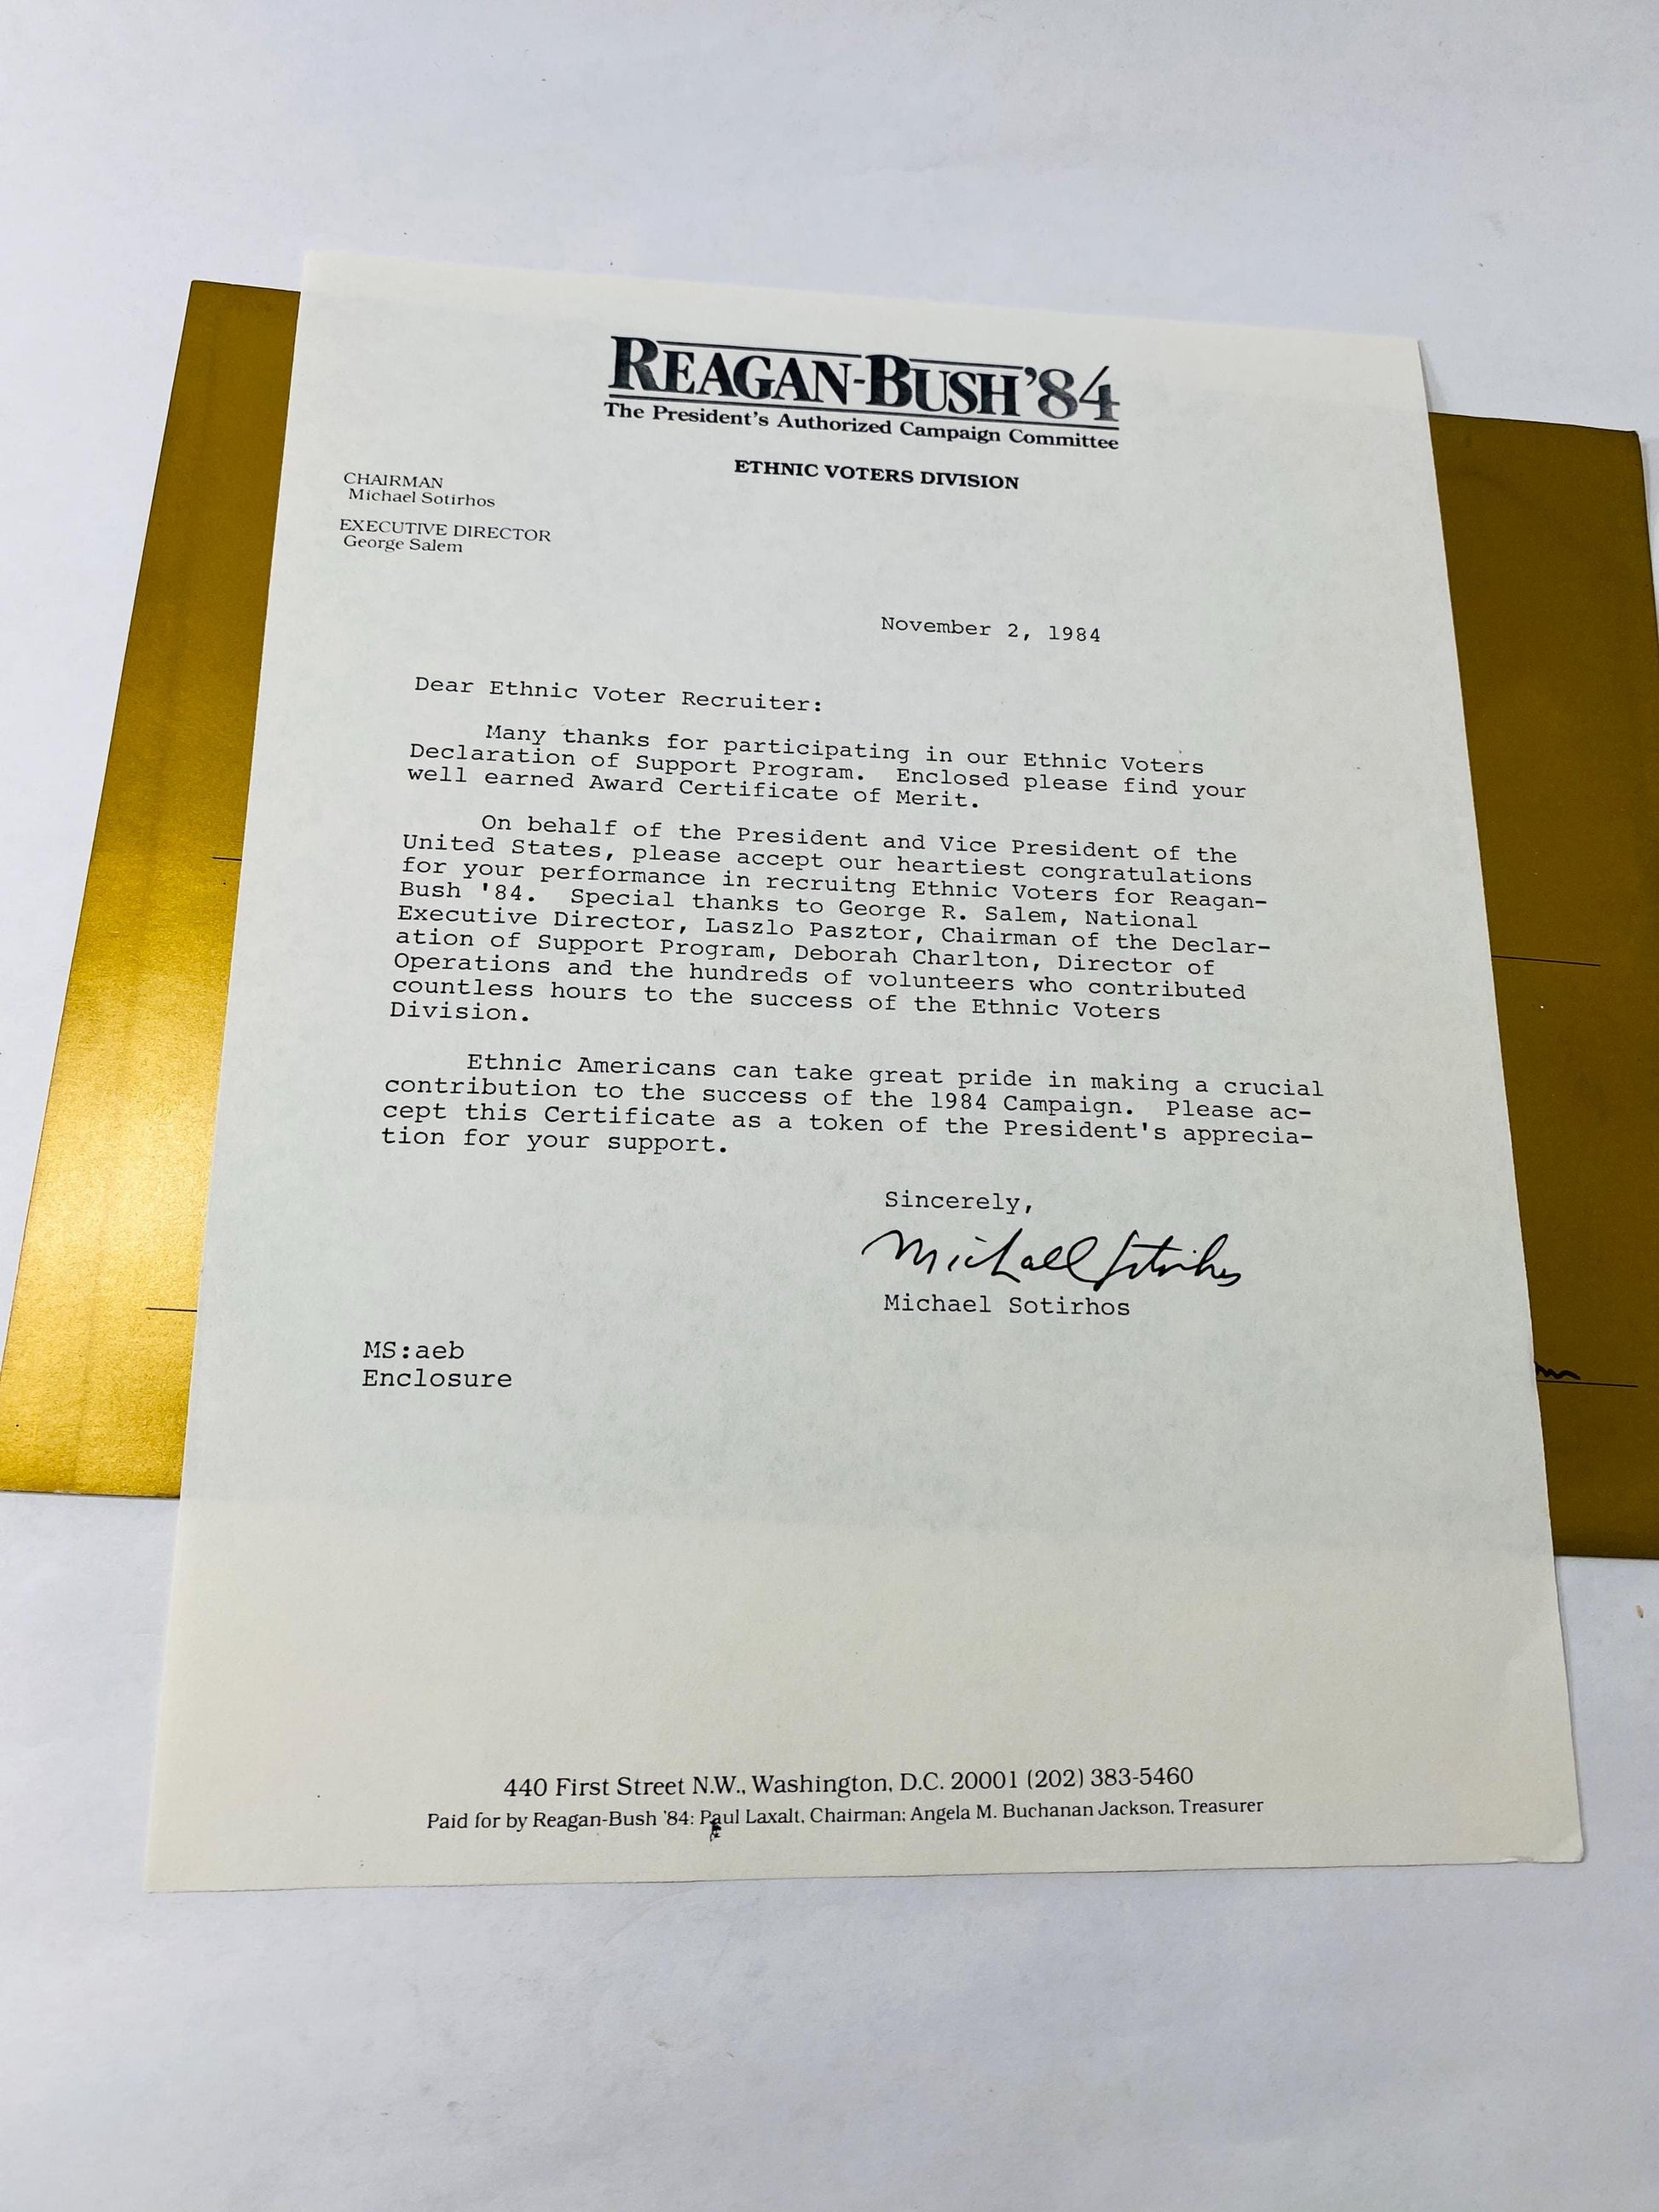 REAGAN-BUSH'84
The President's Authorized Campaign Committee
ETHNIC VOTERS DIVISION
CHAIRMAN
Michael Sotirhos
EXECUTIVE DIRECTOR
George Salem
November 2, 1984
Dear Ethnic Voter Recruiter:
Many thanks for participating in our Ethnic Voters
Declaration of Support Program. Enclosed please find your
well earned Award Certificate of Merit.
On behalf of the President and Vice President of the
United States, please accept our heartiest congratulations
for your performance in recruitng Ethnic Voters for Reagan-
Bush '84. Special thanks to George R. Salem, National
Executive Director, Laszlo Pasztor, Chairman of the Declar-
ation of Support Program, Deborah Charlton, Director of
Operations and the hundreds of volunteers who contributed
countless hours to the success of the Ethnic Voters
Division.
Ethnic Americans can take great pride in making a crucial
contribution to the success of the 1984 Campaign. Please ac-
cept this Certificate as a token of the President's apprecia-
tion for your support.
Sincerely,
Michael Sotirhos
Michael Sotirhos
MS:aeb
Enclosure
440 First Street N.W., Washington, D.C. 20001 (202) 383-5460
Paid for by Reagan-Bush '84: Paul Laxalt, Chairman; Angela M. Buchanan Jackson, Treasurer